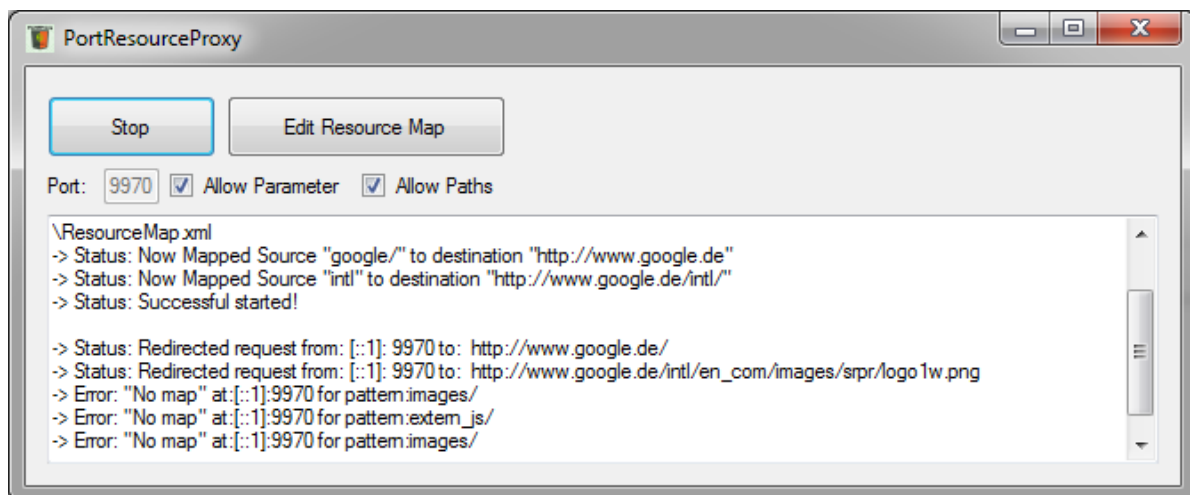 PortResourceProxy
Stop
Edit Resource Map
Port: 9970 Allow Parameter Allow Paths
\ResourceMap.xml
-> Status: Now Mapped Source "google/" to destination "http://www.google.de"
-> Status: Now Mapped Source "intl" to destination "http://www.google.de/intl/"
-> Status: Successful started!
-> Status: Redirected request from: [::1]: 9970 to:  http://www.google.de/
-> Status: Redirected request from: [::1]: 9970 to:  http://www.google.de/intl/en_com/images/srpr/logo1w.png
-> Error: "No map" at:[::1]:9970 for pattern:images/
-> Error: "No map" at:[::1]:9970 for pattern:extern_js/
-> Error: "No map" at:[::1]:9970 for pattern:images/